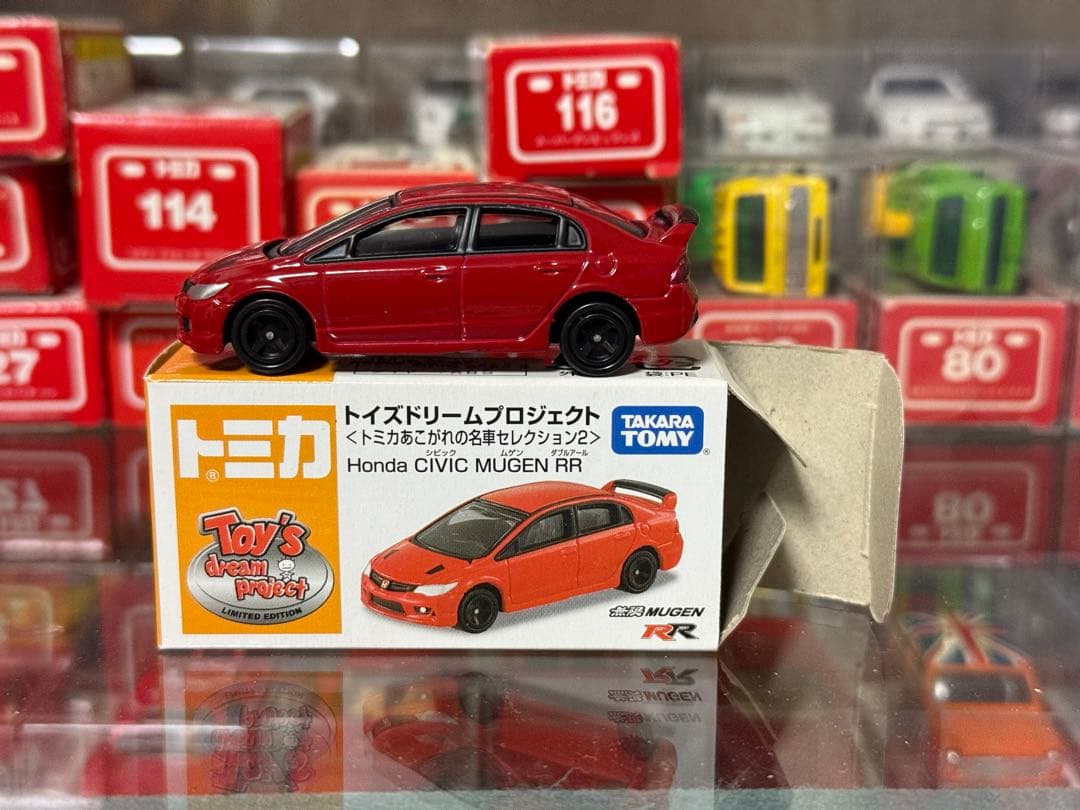 トミカ
116
トミカ
114
27
トミカ
80
トミカ
®
トイズドリームプロジェクト
<トミカあこがれの名車セレクション2>
シビック ムゲン ダブルアール
Honda CIVIC MUGEN RR
TAKARA
TOMY
®
Toy's
dream
project
LIMITED EDITION
無限 MUGEN
RR